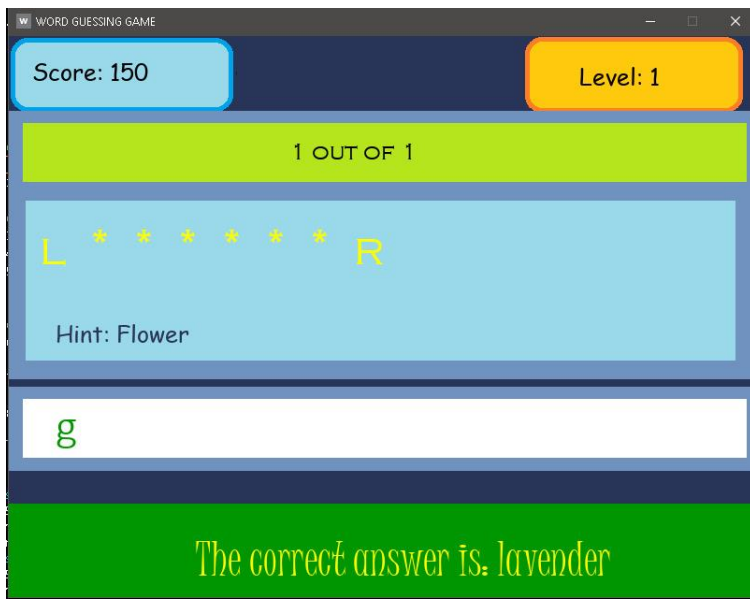 W WORD GUESSING GAME
Score: 150
Level: 1
1 OUT OF 1
L * * * * * * R
Hint: Flower
g
The correct answer is: lavender